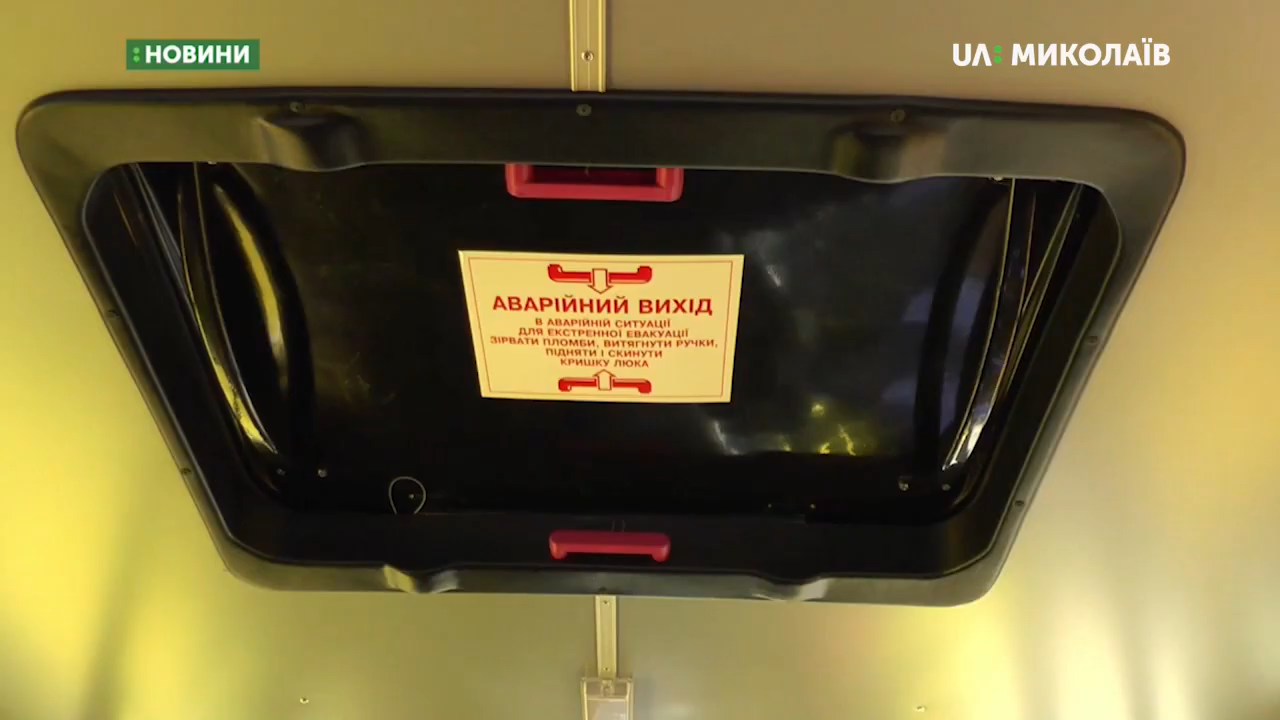 :НОВИНИ
UA: МИКОЛАЇВ
АВАРІЙНИЙ ВИХІД
В АВАРІЙНІЙ СИТУАЦІЇ
ДЛЯ ЕКСТРЕННОЇ ЕВАКУАЦІЇ
ЗІРВАТИ ПЛОМБИ, ВИТЯГНУТИ РУЧКИ,
ПІДНЯТИ І СКИНУТИ
КРИШКУ ЛЮКА